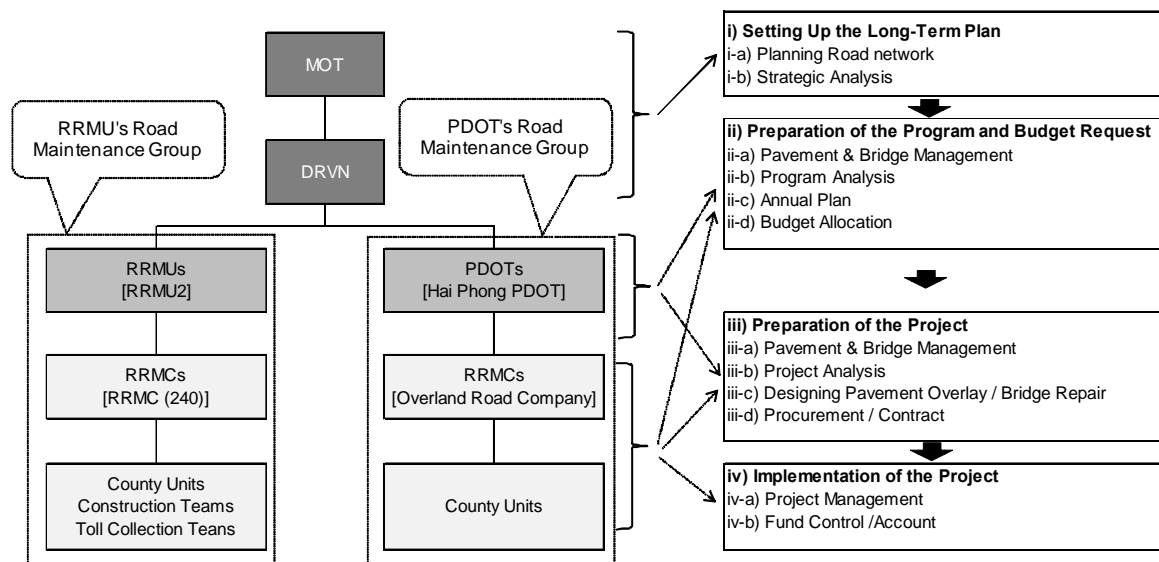 MOT
DRVN
RRMU's Road
Maintenance Group
PDOT's Road
Maintenance Group
RRMUs
[RRMU2]
PDOTs
[Hai Phong PDOT]
RRMCs
[RRMC (240)]
RRMCs
[Overland Road Company]
County Units
Construction Teams
Toll Collection Teans
County Units
i) Setting Up the Long-Term Plan
i-a) Planning Road network
i-b) Strategic Analysis
ii) Preparation of the Program and Budget Request
ii-a) Pavement & Bridge Management
ii-b) Program Analysis
ii-c) Annual Plan
ii-d) Budget Allocation
iii) Preparation of the Project
iii-a) Pavement & Bridge Management
iii-b) Project Analysis
iii-c) Designing Pavement Overlay / Bridge Repair
iii-d) Procurement / Contract
iv) Implementation of the Project
iv-a) Project Management
iv-b) Fund Control /Account